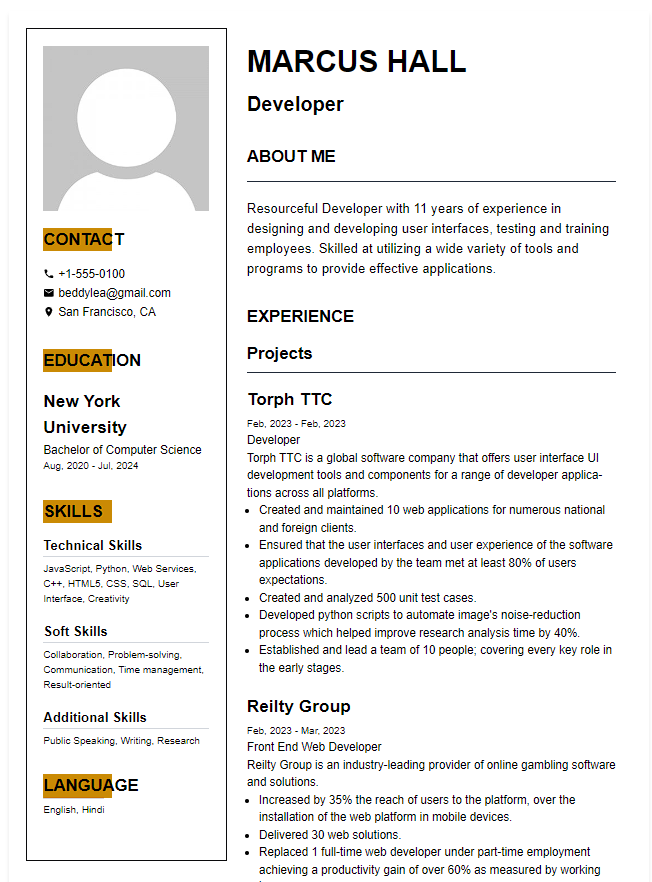 CONTACT
+1-555-0100
beddylea@gmail.com
San Francisco, CA
EDUCATION
New York
University
Bachelor of Computer Science
Aug, 2020 - Jul, 2024
SKILLS
Technical Skills
JavaScript, Python, Web Services,
C++, HTML5, CSS, SQL, User
Interface, Creativity
Soft Skills
Collaboration, Problem-solving,
Communication, Time management,
Result-oriented
Additional Skills
Public Speaking, Writing, Research
LANGUAGE
English, Hindi
MARCUS HALL
Developer
ABOUT ME
Resourceful Developer with 11 years of experience in
designing and developing user interfaces, testing and training
employees. Skilled at utilizing a wide variety of tools and
programs to provide effective applications.
EXPERIENCE
Projects
Torph TTC
Feb, 2023 - Feb, 2023
Developer
Torph TTC is a global software company that offers user interface UI
development tools and components for a range of developer applica-
tions across all platforms.
• Created and maintained 10 web applications for numerous national
and foreign clients.
• Ensured that the user interfaces and user experience of the software
applications developed by the team met at least 80% of users
expectations.
• Created and analyzed 500 unit test cases.
• Developed python scripts to automate image's noise-reduction
process which helped improve research analysis time by 40%.
• Established and lead a team of 10 people; covering every key role in
the early stages.
Reilty Group
Feb, 2023 - Mar, 2023
Front End Web Developer
Reilty Group is an industry-leading provider of online gambling software
and solutions.
• Increased by 35% the reach of users to the platform, over the
installation of the web platform in mobile devices.
• Delivered 30 web solutions.
• Replaced 1 full-time web developer under part-time employment
achieving a productivity gain of over 60% as measured by working